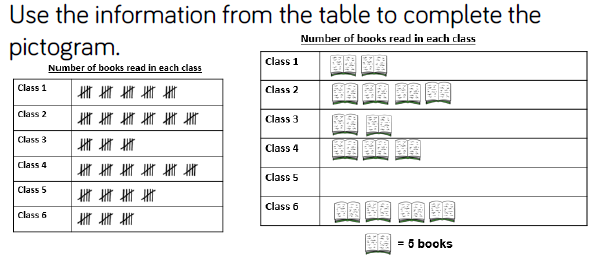 Use the information from the table to complete the
pictogram.
Number of books read in each class
Class 1
Class 2
Class 3
Class 4
Class 5
Class 6
Number of books read in each class
Class 1
Class 2
Class 3
Class 4
Class 5
Class 6
= 5 books